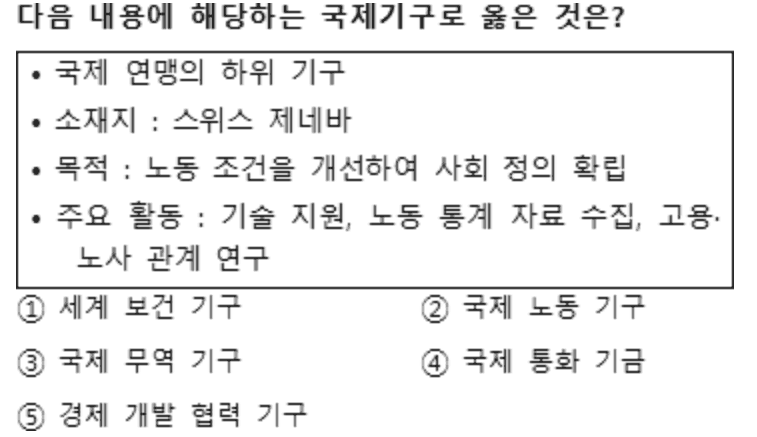 다음 내용에 해당하는 국제기구로 옳은 것은?
• 국제 연맹의 하위 기구
• 소재지 : 스위스 제네바
• 목적 : 노동 조건을 개선하여 사회 정의 확립
• 주요 활동 : 기술 지원, 노동 통계 자료 수집, 고용·
노사 관계 연구
① 세계 보건 기구 ② 국제 노동 기구
③ 국제 무역 기구 ④ 국제 통화 기금
⑤ 경제 개발 협력 기구